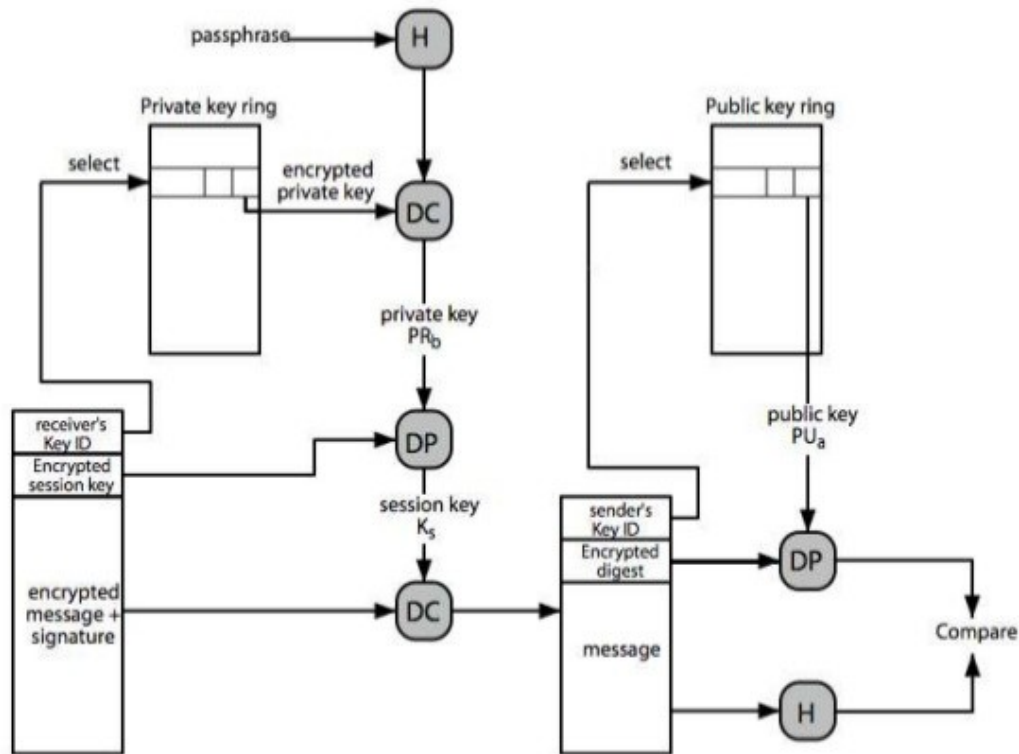 passphrase
H
Private key ring
Public key ring
select
encrypted
private key
select
DC
private key
PRb
receiver's
Key ID
DP
public key
PUa
Encrypted
session key
session key
Ks
sender's
Key ID
Encrypted
digest
DP
encrypted
message +
signature
DC
message
Compare
H